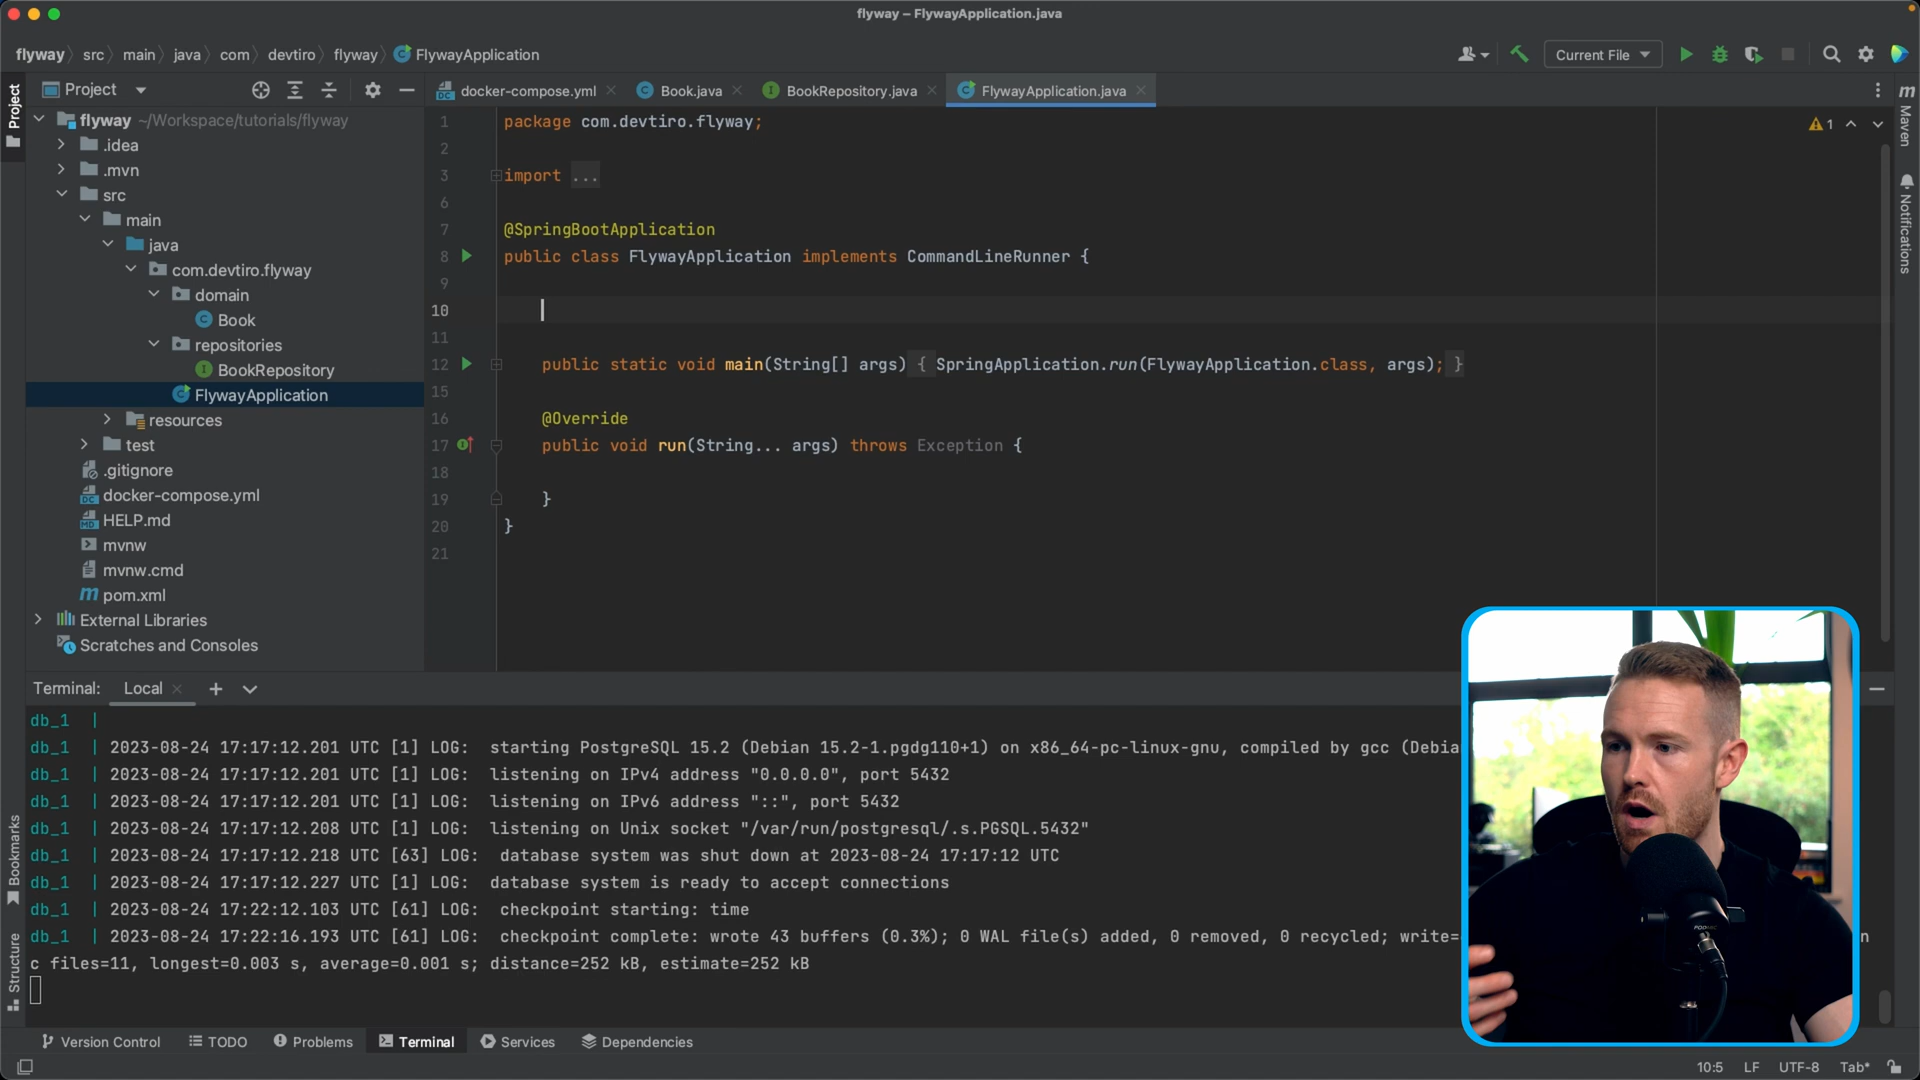 flyway – FlywayApplication.java
flyway src main java com devtiro flyway FlywayApplication
Current File
Project
docker-compose.yml
Book.java
BookRepository.java
FlywayApplication.java
Project
flyway ~/Workspace/tutorials/flyway
.idea
.mvn
src
main
java
com.devtiro.flyway
domain
Book
repositories
BookRepository
FlywayApplication
resources
test
.gitignore
docker-compose.yml
HELP.md
mvnw
mvnw.cmd
pom.xml
External Libraries
Scratches and Consoles
1 package com.devtiro.flyway;
2
3 import ...
6
7 @SpringBootApplication
8 public class FlywayApplication implements CommandLineRunner {
9
10
11
12 public static void main(String[] args) { SpringApplication.run(FlywayApplication.class, args); }
15
16 @Override
17 public void run(String... args) throws Exception {
18
19 }
20 }
21
1
Maven
Notifications
Terminal: Local
db_1 |
db_1 | 2023-08-24 17:17:12.201 UTC [1] LOG: starting PostgreSQL 15.2 (Debian 15.2-1.pgdg110+1) on x86_64-pc-linux-gnu, compiled by gcc (Debia
db_1 | 2023-08-24 17:17:12.201 UTC [1] LOG: listening on IPv4 address "0.0.0.0", port 5432
db_1 | 2023-08-24 17:17:12.201 UTC [1] LOG: listening on IPv6 address "::", port 5432
db_1 | 2023-08-24 17:17:12.208 UTC [1] LOG: listening on Unix socket "/var/run/postgresql/.s.PGSQL.5432"
db_1 | 2023-08-24 17:17:12.218 UTC [63] LOG: database system was shut down at 2023-08-24 17:17:12 UTC
db_1 | 2023-08-24 17:17:12.227 UTC [1] LOG: database system is ready to accept connections
db_1 | 2023-08-24 17:22:12.103 UTC [61] LOG: checkpoint starting: time
db_1 | 2023-08-24 17:22:16.193 UTC [61] LOG: checkpoint complete: wrote 43 buffers (0.3%); 0 WAL file(s) added, 0 removed, 0 recycled; write= n
c files=11, longest=0.003 s, average=0.001 s; distance=252 kB, estimate=252 kB
Bookmarks
Structure
Version Control TODO Problems Terminal Services Dependencies
10:5 LF UTF-8 Tab*